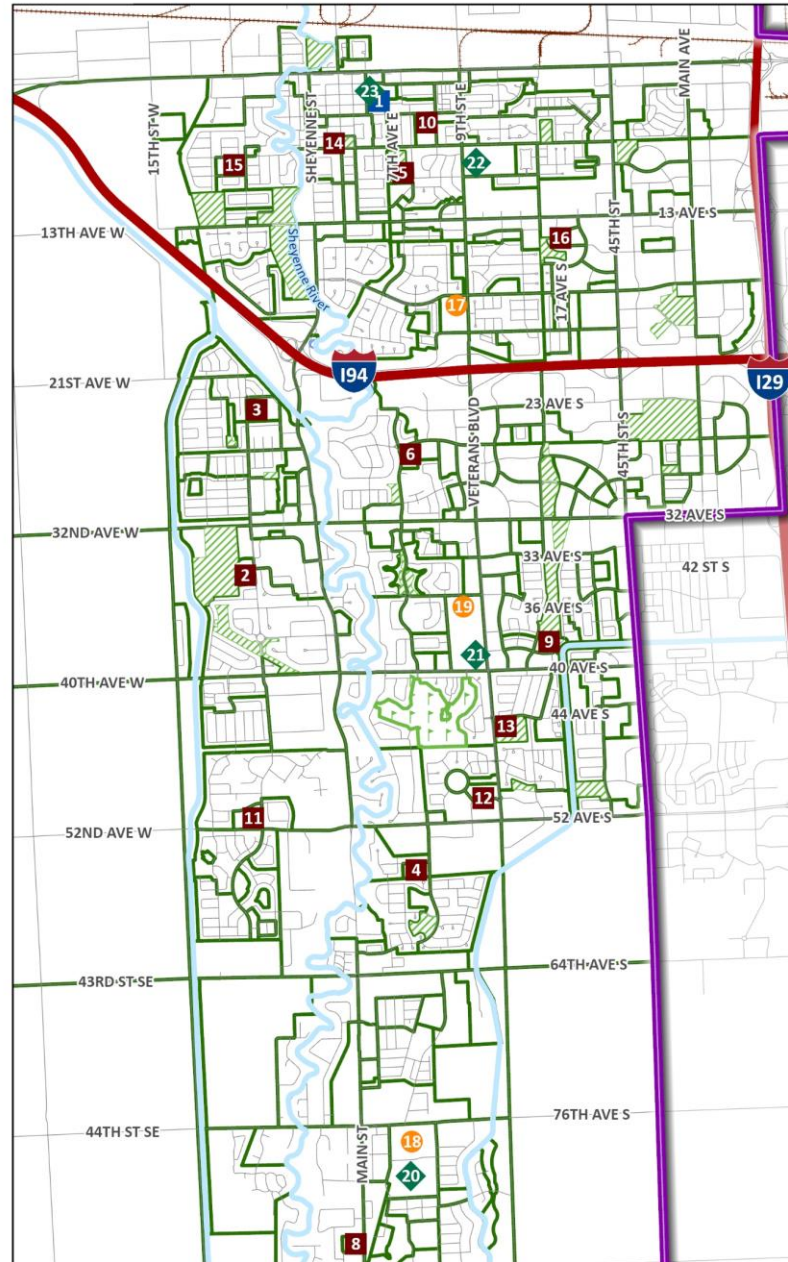 MAIN AVE
23
1
15TH ST W
SHEYENNE ST
7TH AVE E
9TH ST E
10
14
15
5
22
45TH ST
13 AVE S
13TH AVE W
16
Sheyenne River
17 AVE S
17
I94
I29
21ST AVE W
23 AVE S
3
VETERANS BLVD
45TH ST S
6
32 AVE S
32ND AVE W
33 AVE S
42 ST S
2
19
36 AVE S
9
21
40 AVE S
40TH AVE W
44 AVE S
13
12
11
52 AVE S
52ND AVE W
4
64TH AVE S
43RD ST SE
76TH AVE S
44TH ST SE
18
MAIN ST
20
8